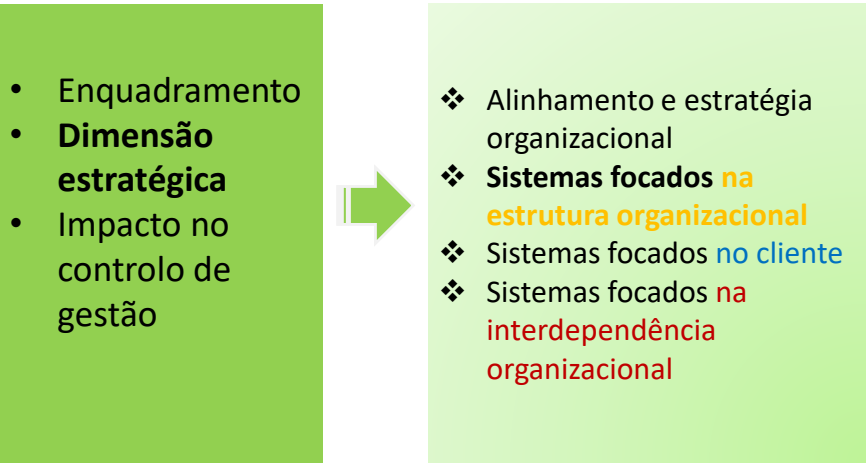 • Enquadramento
• Dimensão
estratégica
• Impacto no
controlo de
gestão
❖ Alinhamento e estratégia
organizacional
❖ Sistemas focados na
estrutura organizacional
❖ Sistemas focados no cliente
❖ Sistemas focados na
interdependência
organizacional